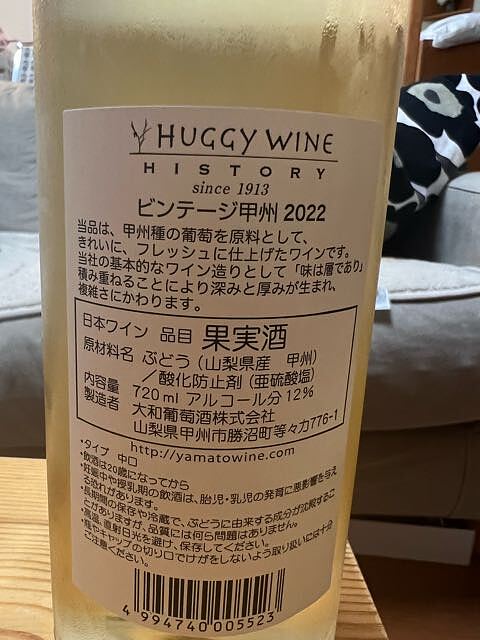 HUGGY WINE
HISTORY
since 1913
ビンテージ甲州 2022
当品は、甲州種の葡萄を原料として、
きれいに、フレッシュに仕上げたワインです。
当社の基本的なワイン造りとして「味は層であり」
積み重ねることにより深みと厚みが生まれ、
複雑さにかわります。
日本ワイン 品目 果実酒
原材料名 ぶどう(山梨県産 甲州)
/酸化防止剤(亜硫酸塩)
内容量 720ml アルコール分12%
製造者 大和葡萄酒株式会社
山梨県甲州市勝沼町等々力776-1
http://yamatowine.com
•タイプ 中口
•飲酒は20歳になってから
•妊娠中や授乳期の飲酒は、胎児・乳児の発育に悪影響を与え
る恐れがあります。
•長期間の保存や冷蔵で、ぶどうに由来する成分が沈殿するこ
とがありますが、品質には何ら問題はありません。
•高温、直射日光を避け、保存してください。
•瓶やキャップの切り口でけがをしないよう取り扱いには十分
ご注意ください。
4 994740 005523